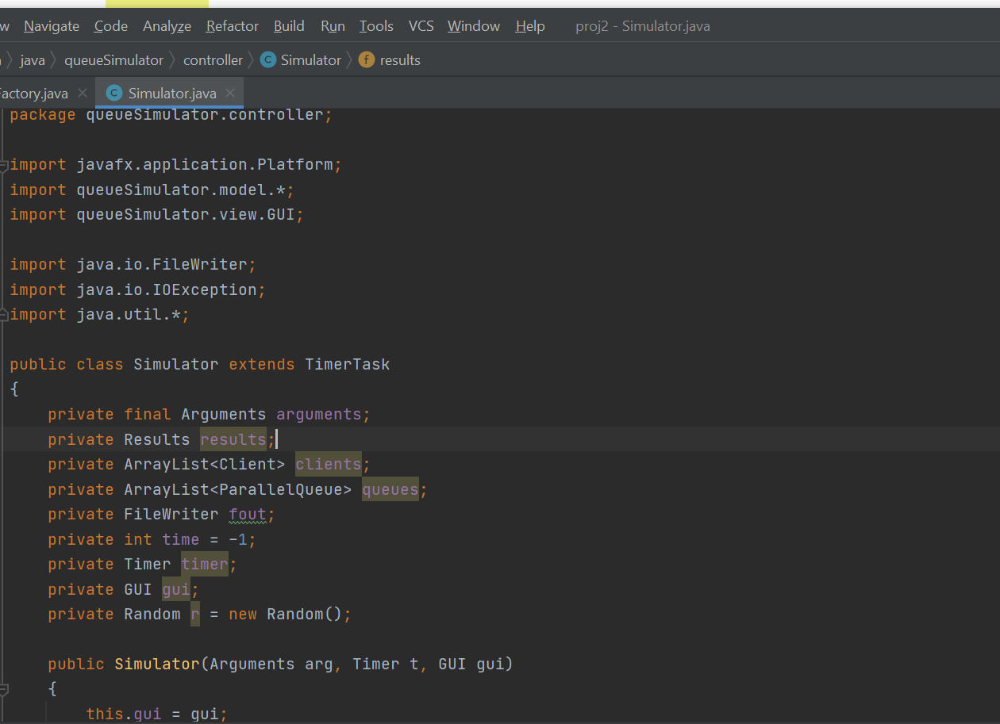 w Navigate Code Analyze Refactor Build Run Tools VCS Window Help proj2 - Simulator.java
java queueSimulator controller C Simulator f results
Factory.java C Simulator.java
package queueSimulator.controller;
import javafx.application.Platform;
import queueSimulator.model.*;
import queueSimulator.view.GUI;
import java.io.FileWriter;
import java.io.IOException;
import java.util.*;
public class Simulator extends TimerTask
{
private final Arguments arguments;
private Results results;
private ArrayList<Client> clients;
private ArrayList<ParallelQueue> queues;
private FileWriter fout;
private int time = -1;
private Timer timer;
private GUI gui;
private Random r = new Random();
public Simulator(Arguments arg, Timer t, GUI gui)
{
this.gui = gui;